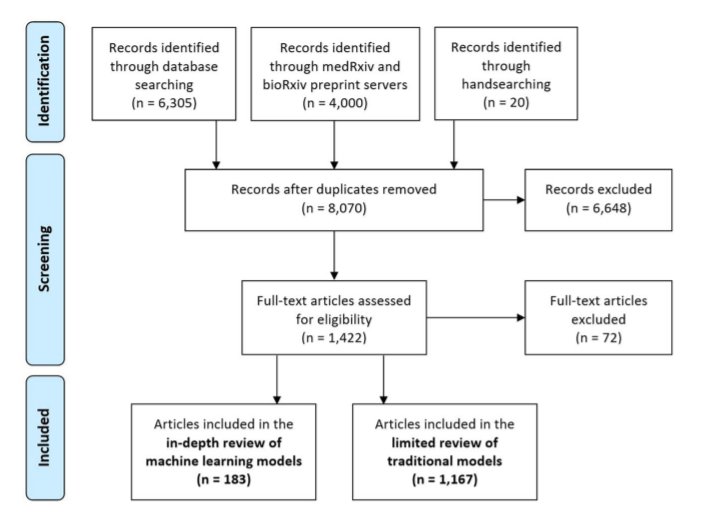 Identification
Records identified
through database
searching
(n = 6,305)
Records identified
through medRxiv and
bioRxiv preprint servers
(n = 4,000)
Records identified
through
handsearching
(n = 20)
Screening
Records after duplicates removed
(n = 8,070)
Records excluded
(n = 6,648)
Full-text articles assessed
for eligibility
(n = 1,422)
Full-text articles
excluded
(n = 72)
Included
Articles included in the
in-depth review of
machine learning models
(n = 183)
Articles included in the
limited review of
traditional models
(n = 1,167)